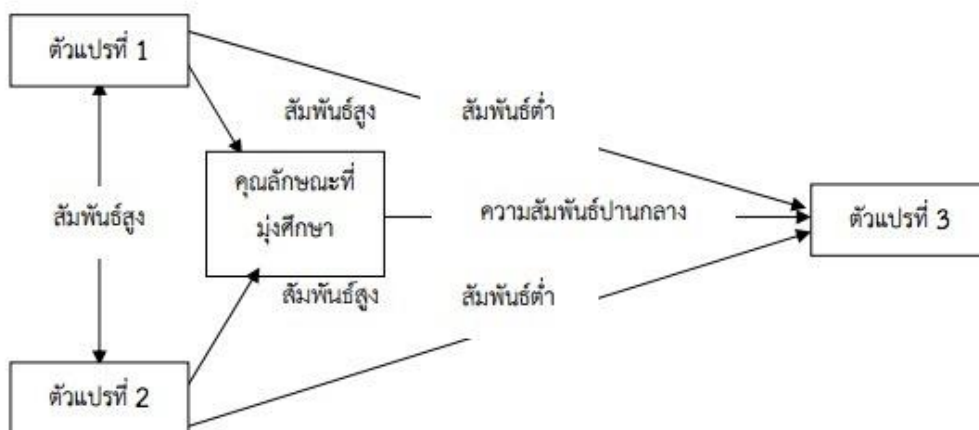 ตัวแปรที่ 1
สัมพันธ์สูง
สัมพันธ์ต่ำ
คุณลักษณะที่
มุ่งศึกษา
สัมพันธ์สูง
ความสัมพันธ์ปานกลาง
ตัวแปรที่ 3
สัมพันธ์สูง
สัมพันธ์ต่ำ
ตัวแปรที่ 2